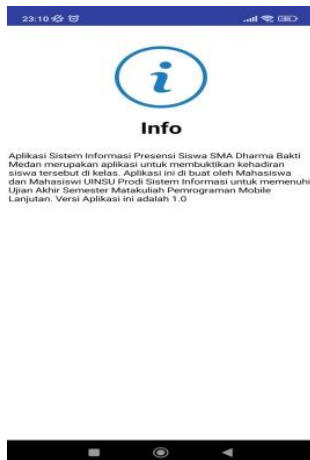 23:10
i
Info
Aplikasi Sistem Informasi Presensi Siswa SMA Dharma Bakti
Medan merupakan aplikasi untuk membuktikan kehadiran
siswa tersebut di kelas. Aplikasi ini di buat oleh Mahasiswa
dan Mahasiswi UINSU Prodi Sistem Informasi untuk memenuhi
Ujian Akhir Semester Matakuliah Pemrograman Mobile
Lanjutan. Versi Aplikasi ini adalah 1.0